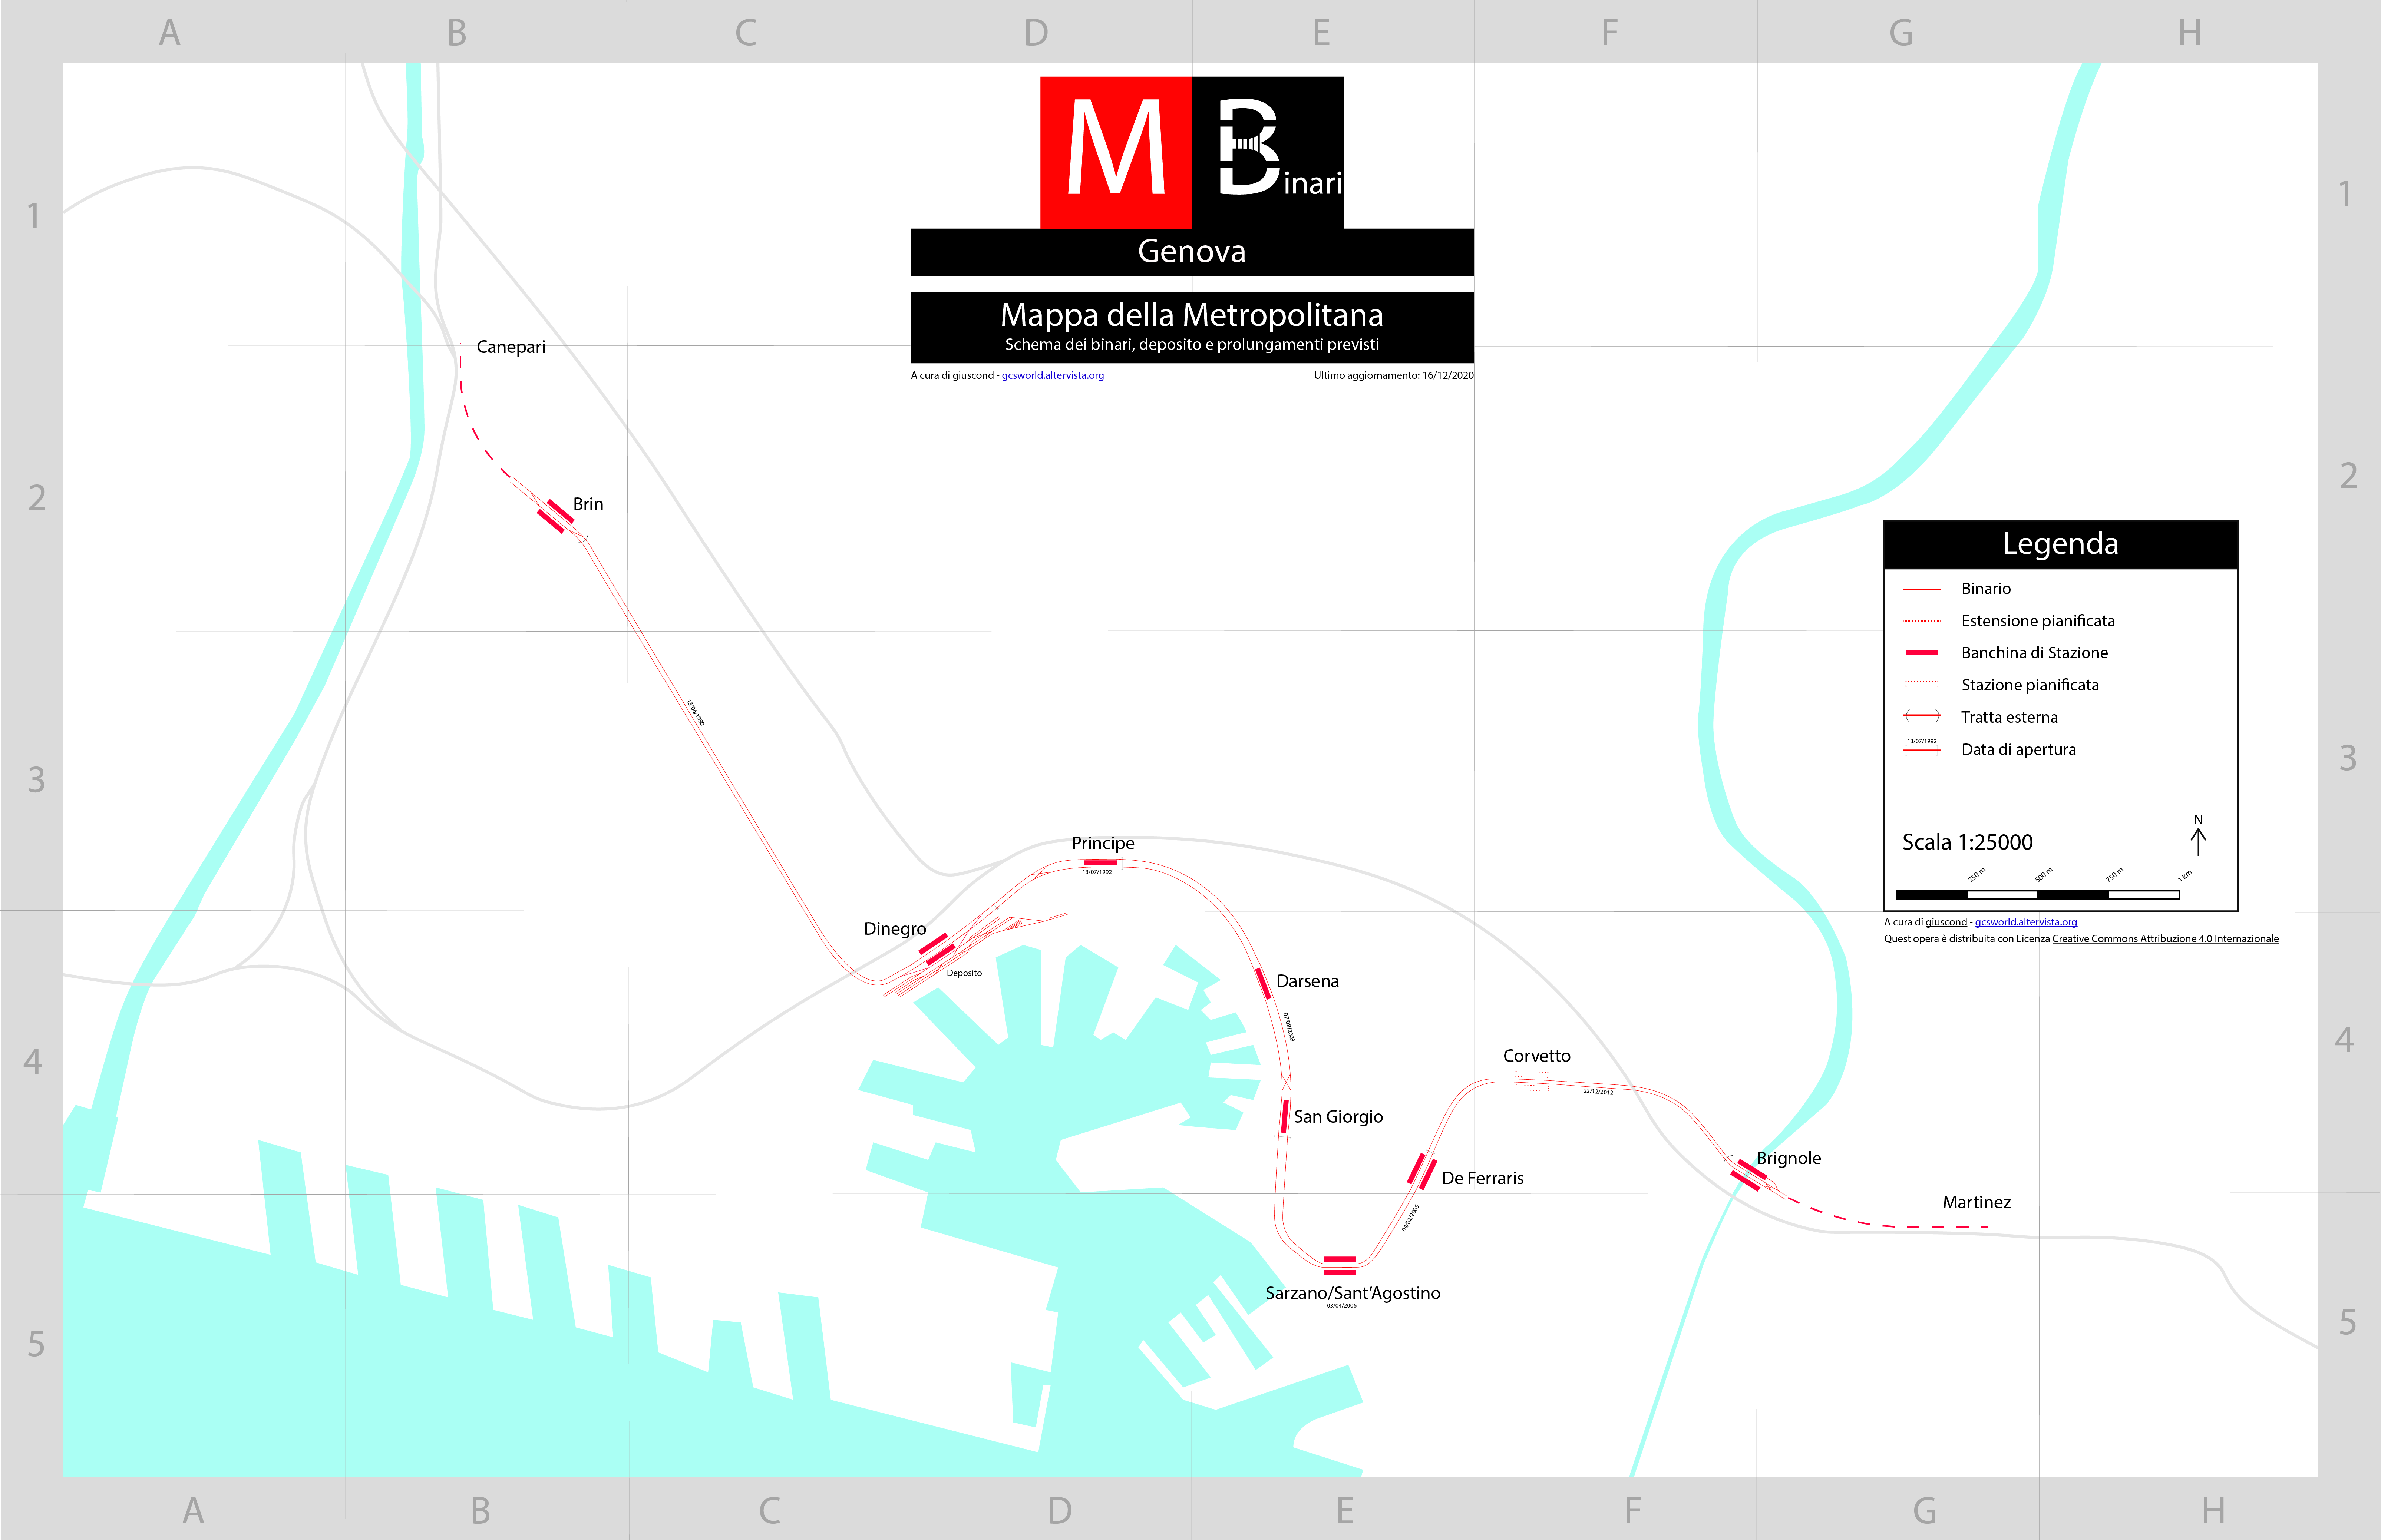 A B C D E F G H
M Binari
Genova
Mappa della Metropolitana
Schema dei binari, deposito e prolungamenti previsti
A cura di giuscond - gcsworld.altervista.org
Ultimo aggiornamento: 16/12/2020
1
1
Canepari
2
2
Brin
Legenda
Binario
Estensione pianificata
Banchina di Stazione
Stazione pianificata
Tratta esterna
13/07/1992
Data di apertura
Scala 1:25000
N
250 m
500 m
750 m
1 km
A cura di giuscond - gcsworld.altervista.org
Quest'opera è distribuita con Licenza Creative Commons Attribuzione 4.0 Internazionale
13/06/1990
3
3
Principe
13/07/1992
Dinegro
Deposito
Darsena
07/08/2003
4
4
Corvetto
22/12/2012
San Giorgio
De Ferraris
Brignole
Martinez
04/02/2005
Sarzano/Sant'Agostino
03/04/2006
5
5
A B C D E F G H